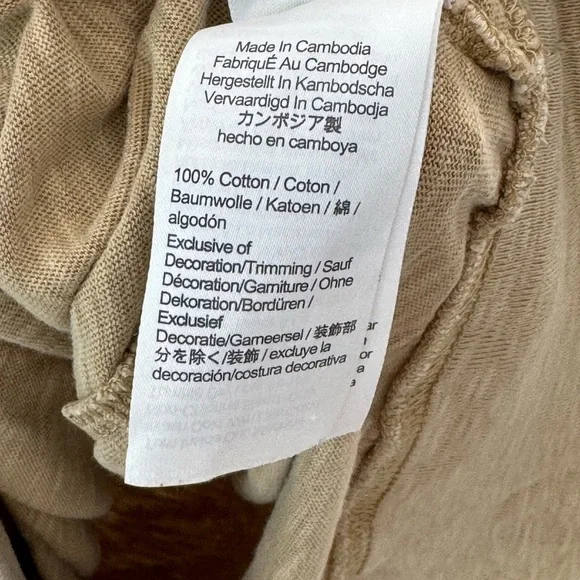 Made In Cambodia
FabriquÉ Au Cambodge
Hergestellt In Kambodscha
Vervaardigd In Cambodja
カンボジア製
hecho en camboya
100% Cotton / Coton /
Baumwolle / Katoen / 綿 /
algodón
Exclusive of
Decoration/Trimming / Sauf
Décoration/Garniture / Ohne
Dekoration/Bordüren /
Exclusief
Decoratie/Garneersel / 装飾部
分を除く/装飾 / excluye la
decoración/costura decorativa